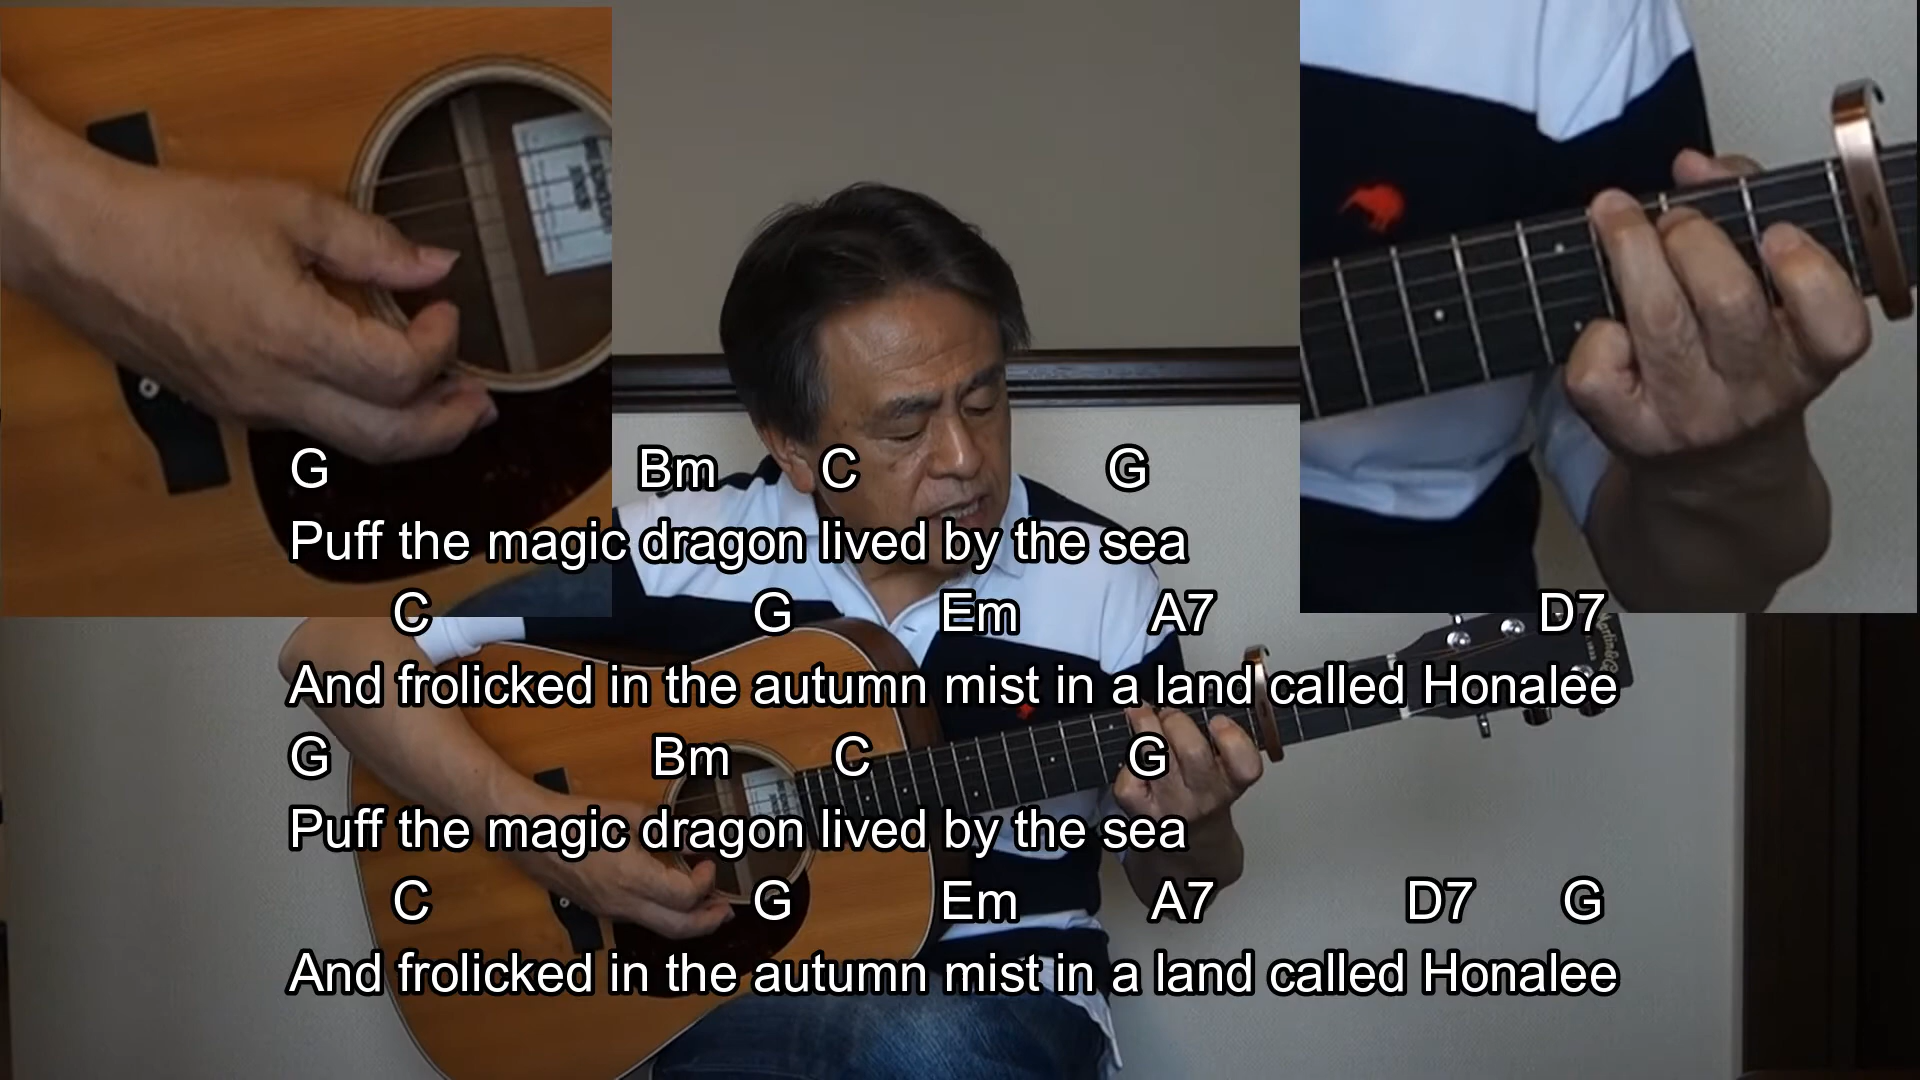 G Bm C G
Puff the magic dragon lived by the sea
C G Em A7 D7
And frolicked in the autumn mist in a land called Honalee
G Bm C G
Puff the magic dragon lived by the sea
C G Em A7 D7 G
And frolicked in the autumn mist in a land called Honalee